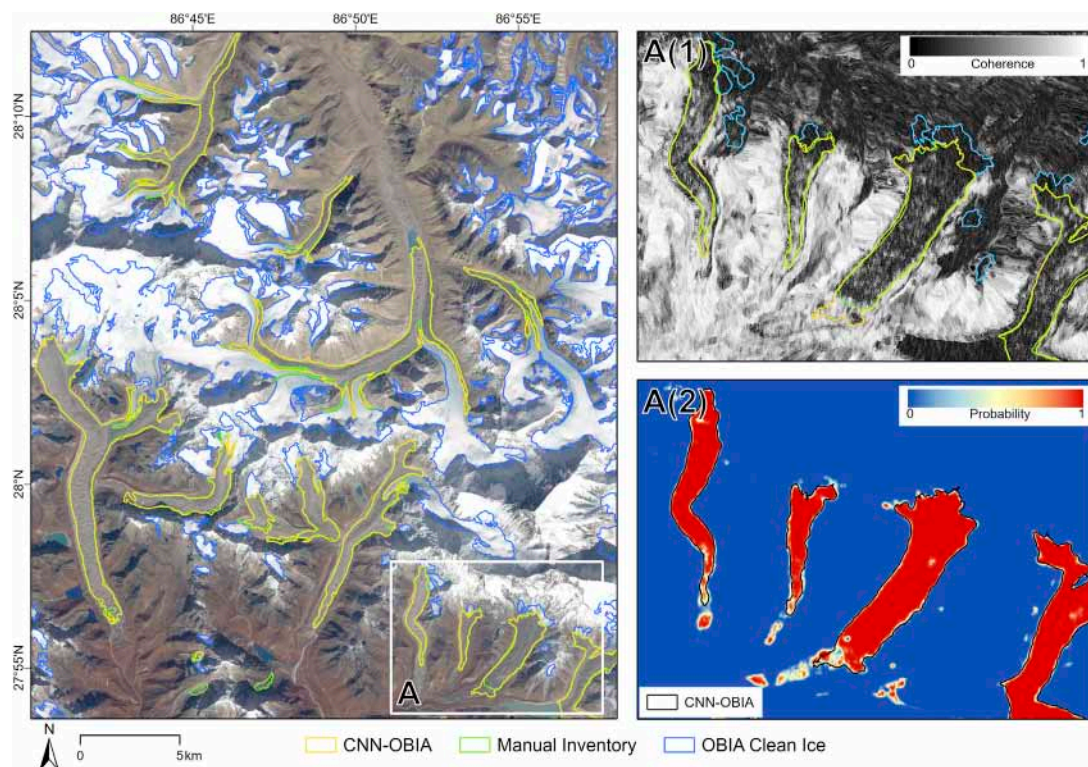 86°45'E 86°50'E 86°55'E
28°10'N
28°5'N
28°N
27°55'N
A
A(1)
0 1
Coherence
A(2)
0 1
Probability
CNN-OBIA
N
0 5km
CNN-OBIA Manual Inventory OBIA Clean Ice